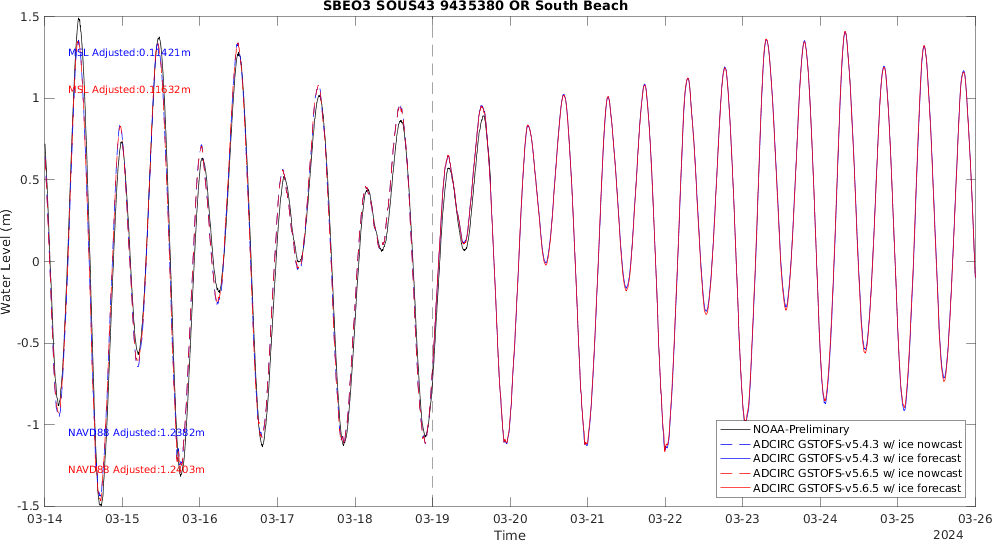 SBEO3 SOUS43 9435380 OR South Beach
1.5
MSL Adjusted:0.11421m
MSL Adjusted:0.11632m
1
0.5
0
-0.5
-1
-1.5
Water Level (m)
NAVD88 Adjusted:1.2382m
NAVD88 Adjusted:1.2403m
NOAA-Preliminary
ADCIRC GSTOFS-v5.4.3 w/ ice nowcast
ADCIRC GSTOFS-v5.4.3 w/ ice forecast
ADCIRC GSTOFS-v5.6.5 w/ ice nowcast
ADCIRC GSTOFS-v5.6.5 w/ ice forecast
03-14 03-15 03-16 03-17 03-18 03-19 03-20 03-21 03-22 03-23 03-24 03-25 03-26
Time
2024